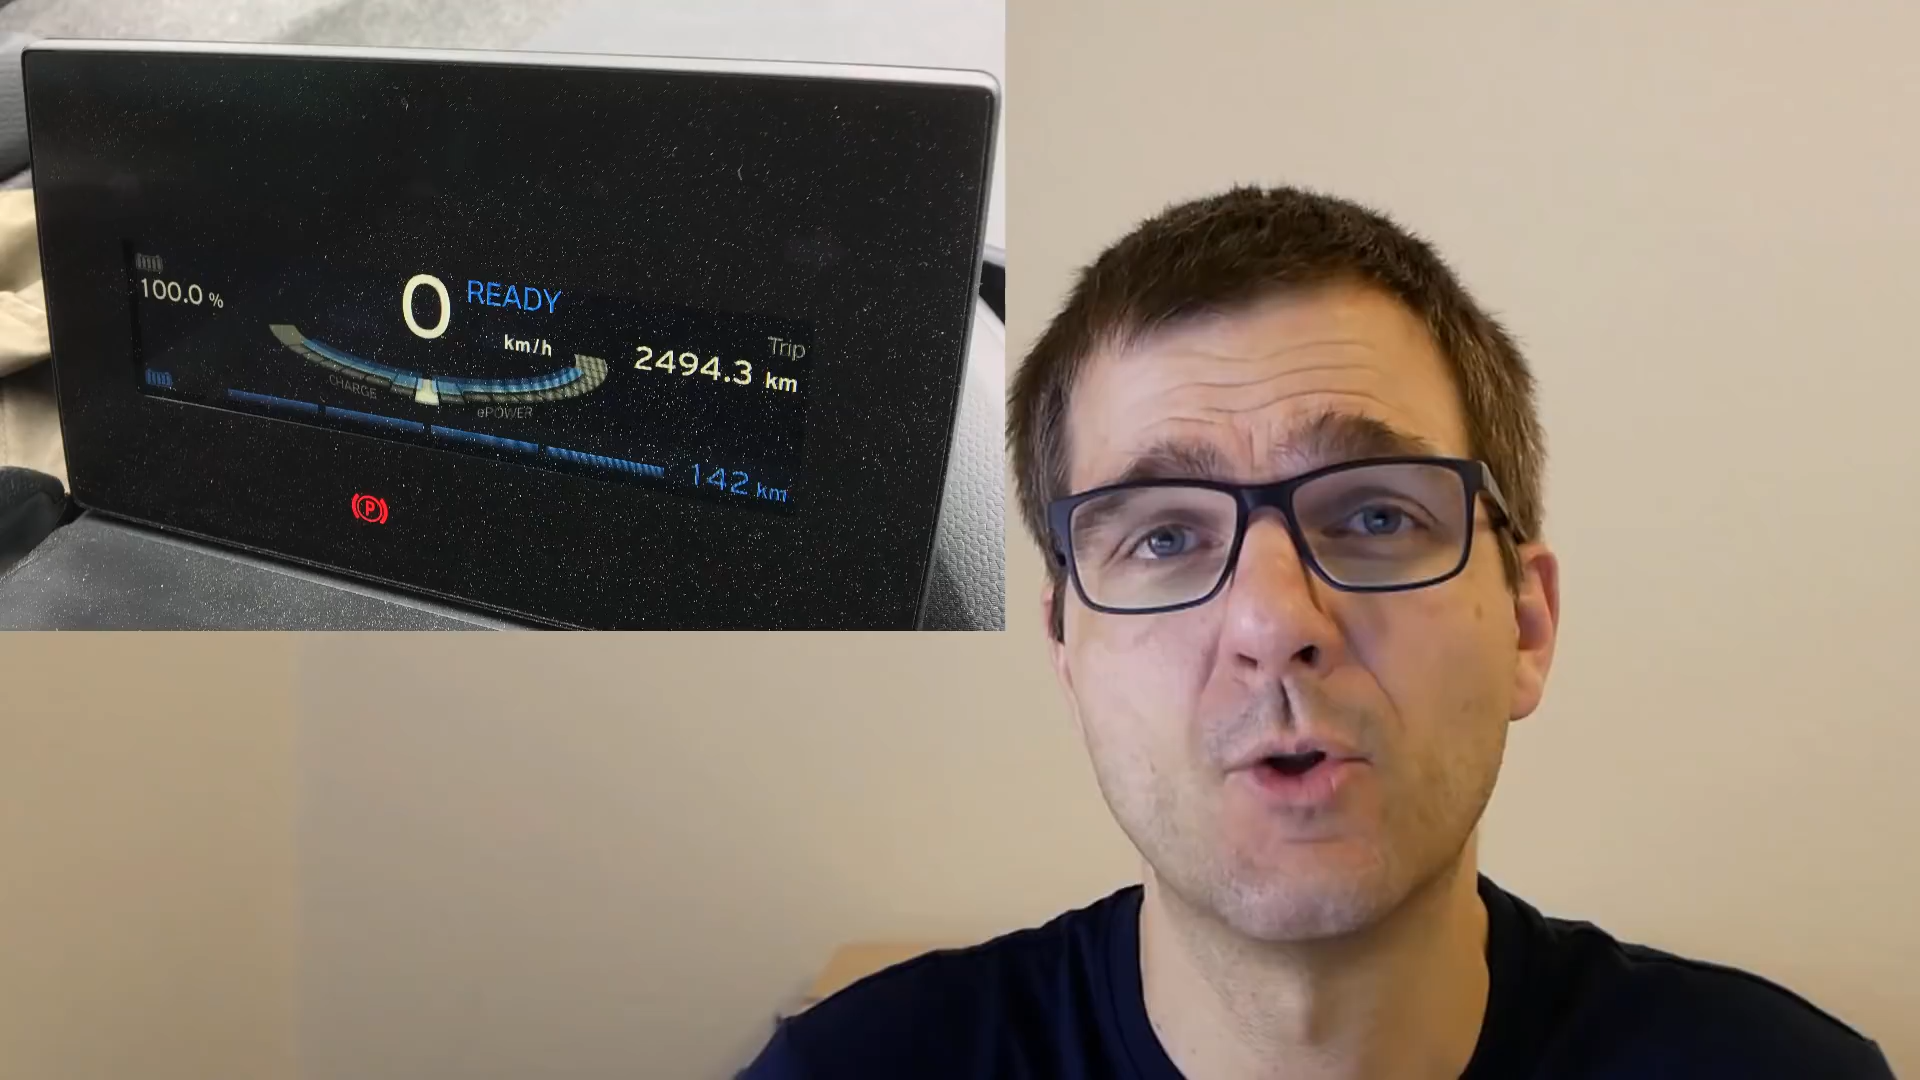 100.0 %
0 READY
km/h
Trip
2494.3 km
CHARGE
ePOWER
142 km
P